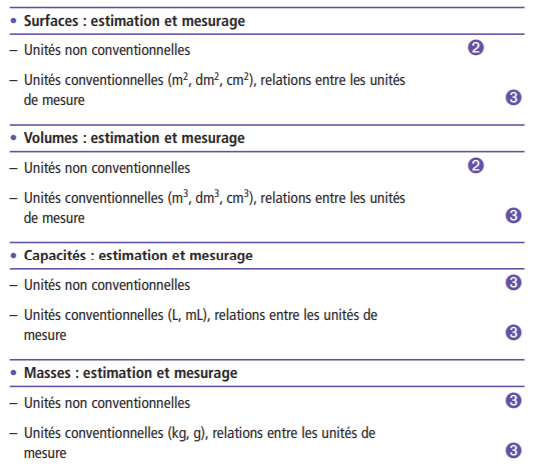 • Surfaces : estimation et mesurage
– Unités non conventionnelles ❷
– Unités conventionnelles (m², dm², cm²), relations entre les unités
de mesure ❸
• Volumes : estimation et mesurage
– Unités non conventionnelles ❷
– Unités conventionnelles (m³, dm³, cm³), relations entre les unités
de mesure ❸
• Capacités : estimation et mesurage
– Unités non conventionnelles ❸
– Unités conventionnelles (L, mL), relations entre les unités de
mesure ❸
• Masses : estimation et mesurage
– Unités non conventionnelles ❸
– Unités conventionnelles (kg, g), relations entre les unités de
mesure ❸